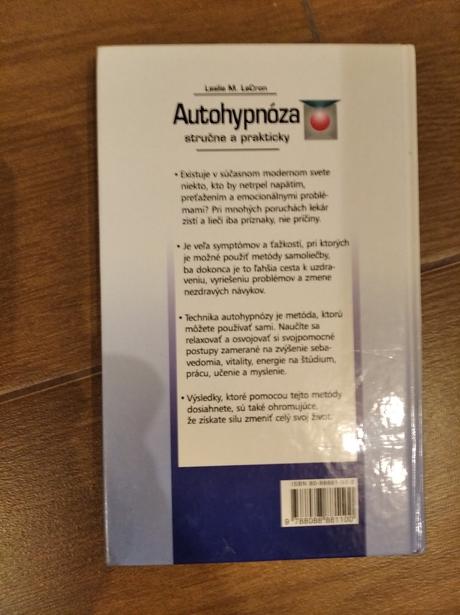 Leslie M. LeCron
Autohypnóza
stručne a prakticky
• Existuje v súčasnom modernom svete
niekto, kto by netrpel napätím,
preťažením a emocionálnymi problé-
mami? Pri mnohých poruchách lekár
zistí a lieči iba príznaky, nie príčiny.
• Je veľa symptómov a ťažkostí, pri ktorých
je možné použiť metódy samoliečby,
ba dokonca je to ľahšia cesta k uzdra-
veniu, vyriešeniu problémov a zmene
nezdravých návykov.
• Technika autohypnózy je metóda, ktorú
môžete používať sami. Naučíte sa
relaxovať a osvojovať si svojpomocné
postupy zamerané na zvýšenie seba-
vedomia, vitality, energie na štúdium,
prácu, učenie a myslenie.
• Výsledky, ktoré pomocou tejto metódy
dosiahnete, sú také ohromujúce,
že získate silu zmeniť celý svoj život.
ISBN
9 788088 881100